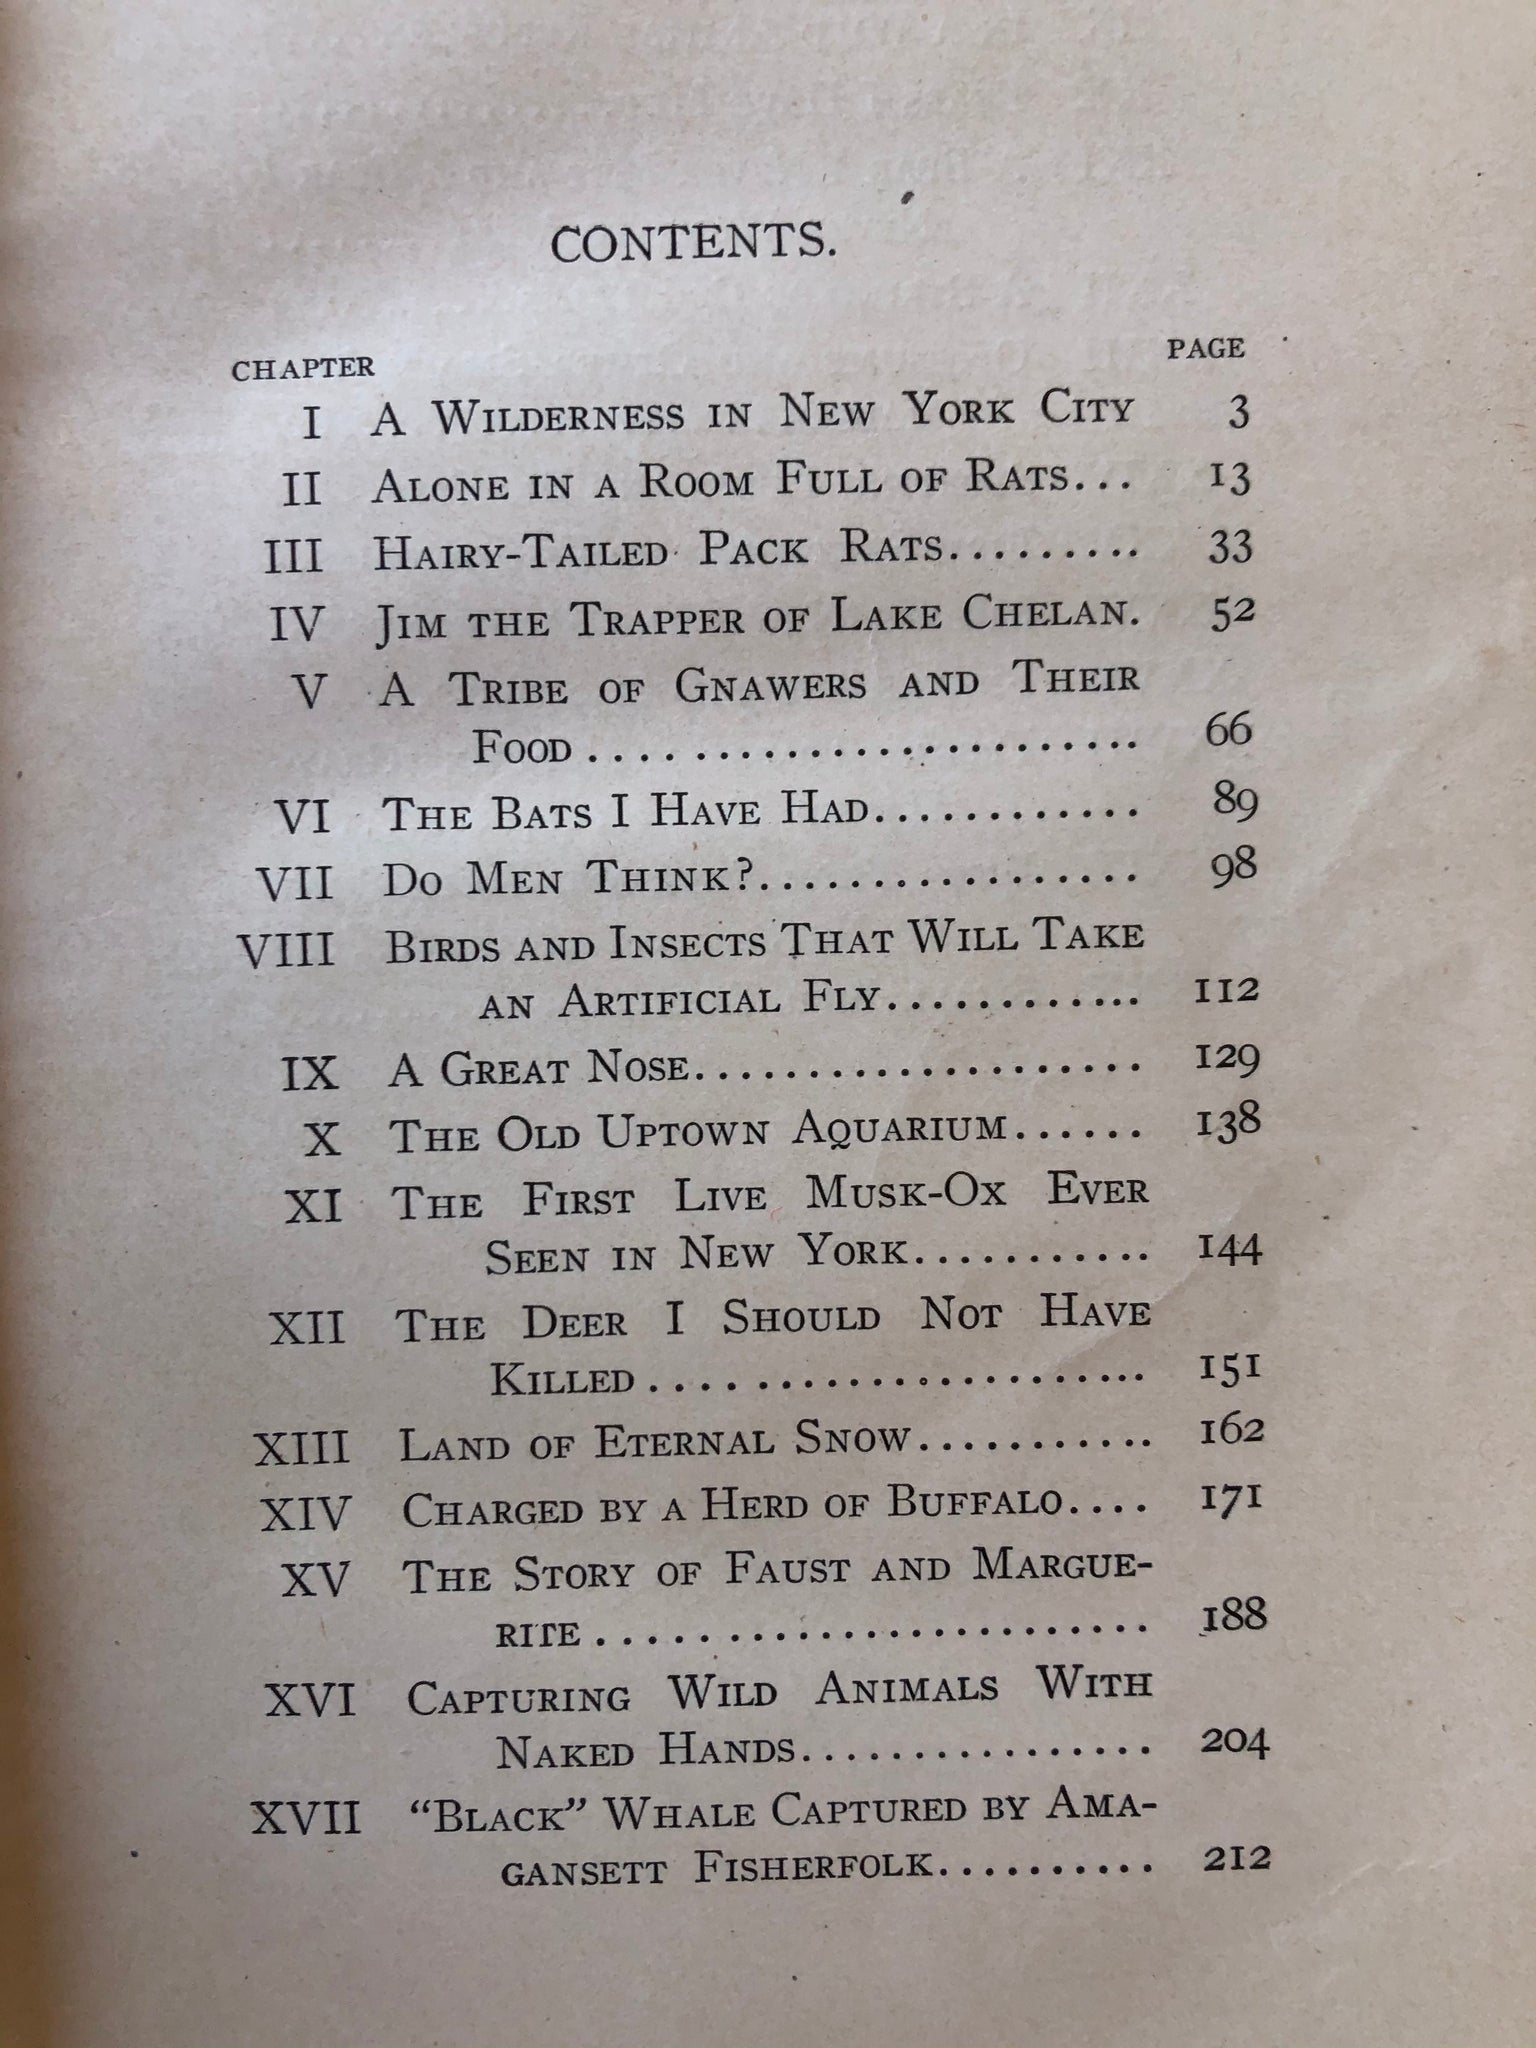 CONTENTS.
CHAPTER PAGE
I A WILDERNESS IN NEW YORK CITY 3
II ALONE IN A ROOM FULL OF RATS... 13
III HAIRY-TAILED PACK RATS......... 33
IV JIM THE TRAPPER OF LAKE CHELAN. 52
V A TRIBE OF GNAWERS AND THEIR
FOOD ........................ 66
VI THE BATS I HAVE HAD............ 89
VII DO MEN THINK?................. 98
VIII BIRDS AND INSECTS THAT WILL TAKE
AN ARTIFICIAL FLY............ 112
IX A GREAT NOSE.................... 129
X THE OLD UPTOWN AQUARIUM...... 138
XI THE FIRST LIVE MUSK-OX EVER
SEEN IN NEW YORK........... 144
XII THE DEER I SHOULD NOT HAVE
KILLED ...................... 151
XIII LAND OF ETERNAL SNOW........... 162
XIV CHARGED BY A HERD OF BUFFALO.... 171
XV THE STORY OF FAUST AND MARGUE-
RITE ........................ 188
XVI CAPTURING WILD ANIMALS WITH
NAKED HANDS................ 204
XVII "BLACK" WHALE CAPTURED BY AMA-
GANSETT FISHERFOLK.......... 212